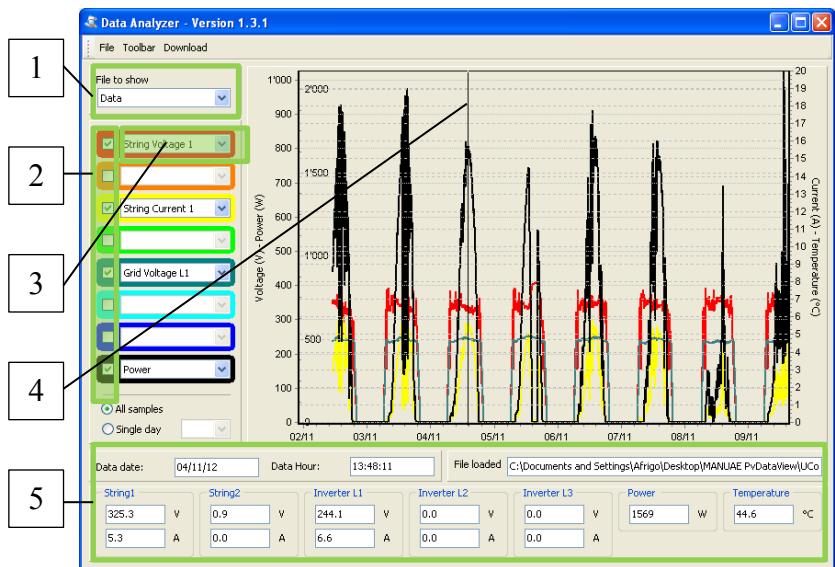 Data Analyzer - Version 1.3.1
File Toolbar Download
1
File to show
Data
2
String Voltage 1
String Current 1
3
Grid Voltage L1
4
Power
All samples
Single day
1'000
900
800
700
600
500
400
300
200
100
0
2'000
1'500
1'000
500
0
Voltage (V) - Power (W)
20
19
18
17
16
15
14
13
12
11
10
9
8
7
6
5
4
3
2
1
0
Current (A) - Temperature (ºC)
02/11 03/11 04/11 05/11 06/11 07/11 08/11 09/11
5
Data date: 04/11/12 Data Hour: 13:48:11 File loaded C:\Documents and Settings\Afrigo\Desktop\MANUAE PvDataView\UCo
String1 String2 Inverter L1 Inverter L2 Inverter L3 Power Temperature
325.3 V 0.9 V 244.1 V 0.0 V 0.0 V 1569 W 44.6 ºC
5.3 A 0.0 A 6.6 A 0.0 A 0.0 A